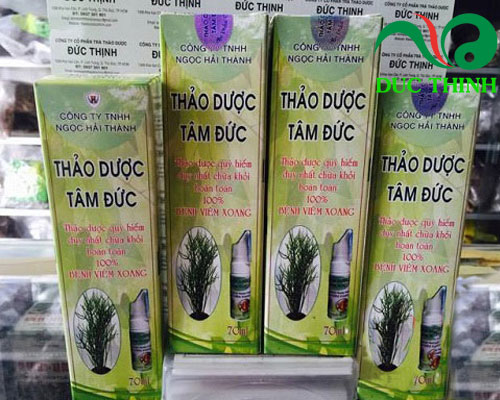 ĐỨC THỊNH
ĐỨC THỊNH
CÔNG TY TNHH
NGỌC HẢI THÀNH
THẢO DƯỢC
TÂM ĐỨC
Thảo dược quý hiếm
duy nhất chữa khỏi
hoàn toàn
100%
BỆNH VIÊM XOANG
70ml
CÔNG TY TNHH
NGỌC HẢI THÀNH
THẢO DƯỢC
TÂM ĐỨC
Thảo dược quý hiếm
duy nhất chữa khỏi
hoàn toàn
100%
BỆNH VIÊM XOANG
70ml
CÔNG TY TNHH
NGỌC HẢI THÀNH
THẢO DƯỢC
TÂM ĐỨC
Thảo dược quý hiếm
duy nhất chữa khỏi
hoàn toàn
100%
BỆNH VIÊM XOANG
70ml
CÔNG TY TNHH
NGỌC HẢI THÀNH
THẢO DƯỢC
TÂM ĐỨC
Thảo dược quý hiếm
duy nhất chữa khỏi
hoàn toàn
100%
BỆNH VIÊM XOANG
70ml